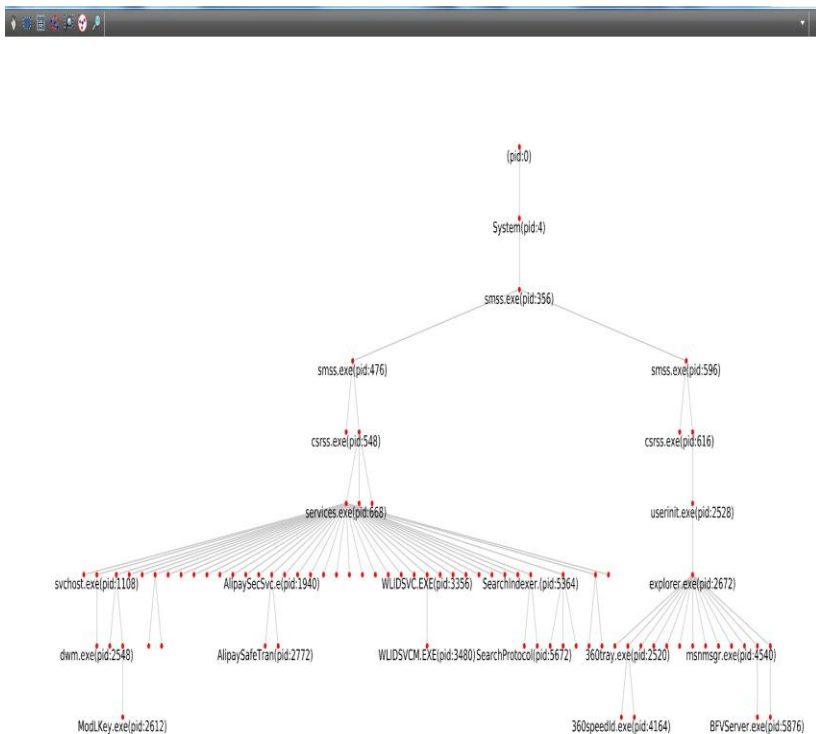 (pid:0)
System(pid:4)
smss.exe(pid:356)
smss.exe(pid:476)
smss.exe(pid:596)
csrss.exe(pid:548)
csrss.exe(pid:616)
services.exe(pid:668)
userinit.exe(pid:2528)
svchost.exe(pid:1108)
AlipaySecSvc.e(pid:1940)
WLIDSVC.EXE(pid:3356)
SearchIndexer.(pid:5364)
explorer.exe(pid:2672)
dwm.exe(pid:2548)
AlipaySafeTran(pid:2772)
WLIDSVCM.EXE(pid:3480)
SearchProtocol(pid:5672)
360tray.exe(pid:2520)
msnmsgr.exe(pid:4540)
ModLKey.exe(pid:2612)
360speedld.exe(pid:4164)
BFVServer.exe(pid:5876)